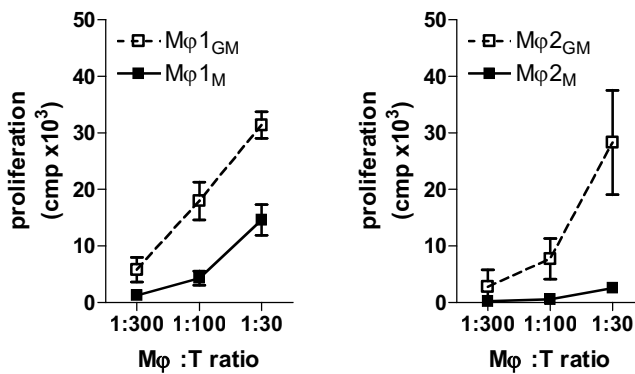 50
40
30
20
10
0
proliferation
(cmp x10³)
Mφ1GM
Mφ1M
1:300 1:100 1:30
Mφ :T ratio
50
40
30
20
10
0
proliferation
(cmp x10³)
Mφ2GM
Mφ2M
1:300 1:100 1:30
Mφ :T ratio